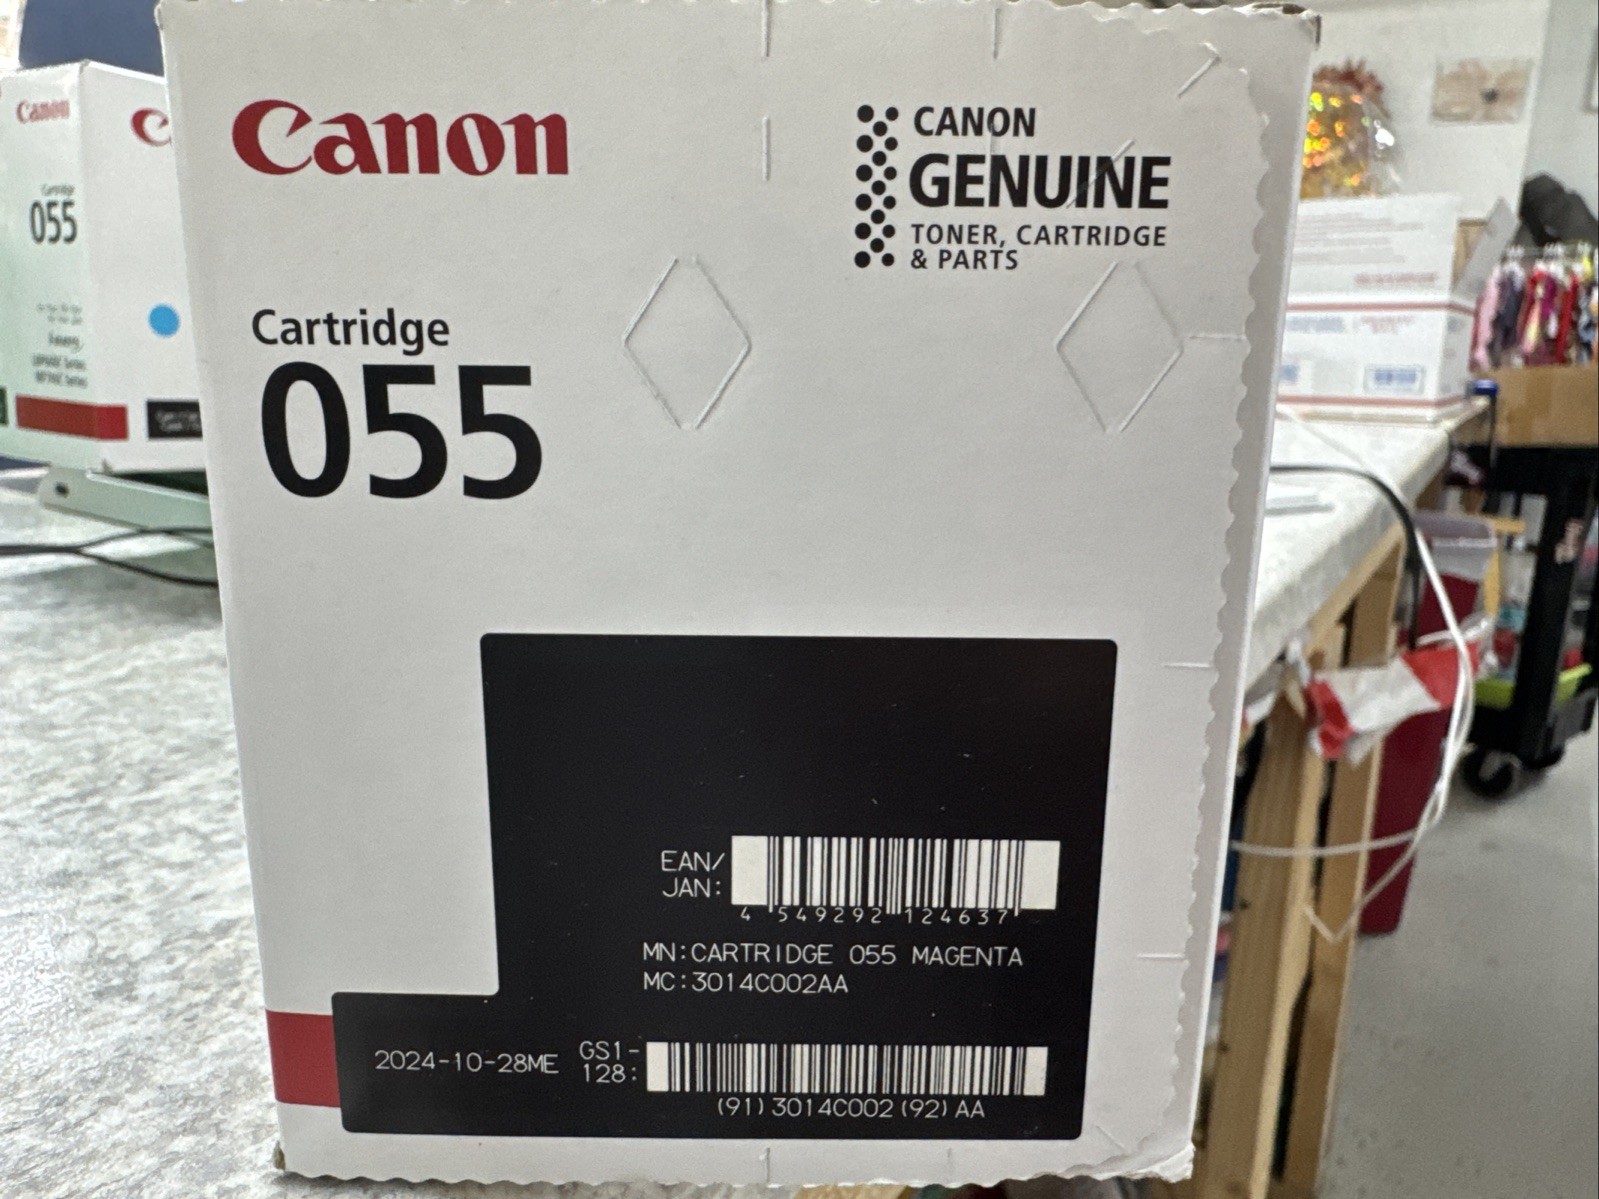 Canon
CANON
GENUINE
TONER, CARTRIDGE
& PARTS
Cartridge
055
EAN/
JAN:
4 549292 124637
MN:CARTRIDGE 055 MAGENTA
MC:3014C002AA
2024-10-28ME
GS1-
128:
(91)3014C002(92)AA
Canon
C
Cartridge
055